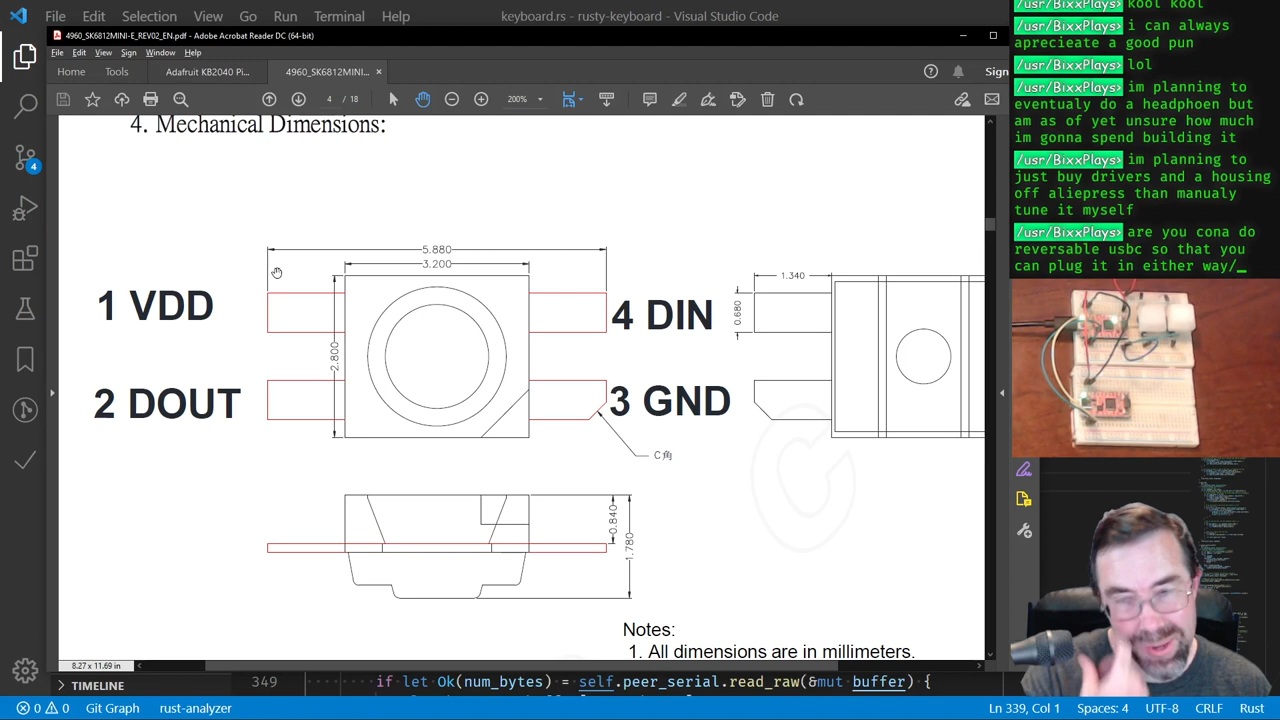 File Edit Selection View Go Run Terminal Help keyboard.rs - rusty-keyboard - Visual Studio Code
4960_SK6812MINI-E_REV02_EN.pdf - Adobe Acrobat Reader DC (64-bit)
File Edit View Sign Window Help
Home Tools Adafruit KB2040 Pi... 4960_SK6812MINI... × Sign
4 / 18 200%
4. Mechanical Dimensions:
5.880
3.200
1.340
1 VDD
4 DIN
0.680
2.800
2 DOUT
3 GND
C角
0.840
1.780
Notes:
1. All dimensions are in millimeters.
8.27 x 11.69 in
4
TIMELINE
349 if let Ok(num_bytes) = self.peer_serial.read_raw(&mut buffer) {
0 0 Git Graph rust-analyzer Ln 339, Col 1 Spaces: 4 UTF-8 CRLF Rust
/usr/BixxPlays> kool kool
/usr/BixxPlays> i can always
aprecieate a good pun
/usr/BixxPlays> lol
/usr/BixxPlays> im planning to
eventualy do a headphoen but
am as of yet unsure how much
im gonna spend building it
/usr/BixxPlays> im planning to
just buy drivers and a housing
off aliepress than manualy
tune it myself
/usr/BixxPlays> are you cona do
reversable usbc so that you
can plug it in either way/_